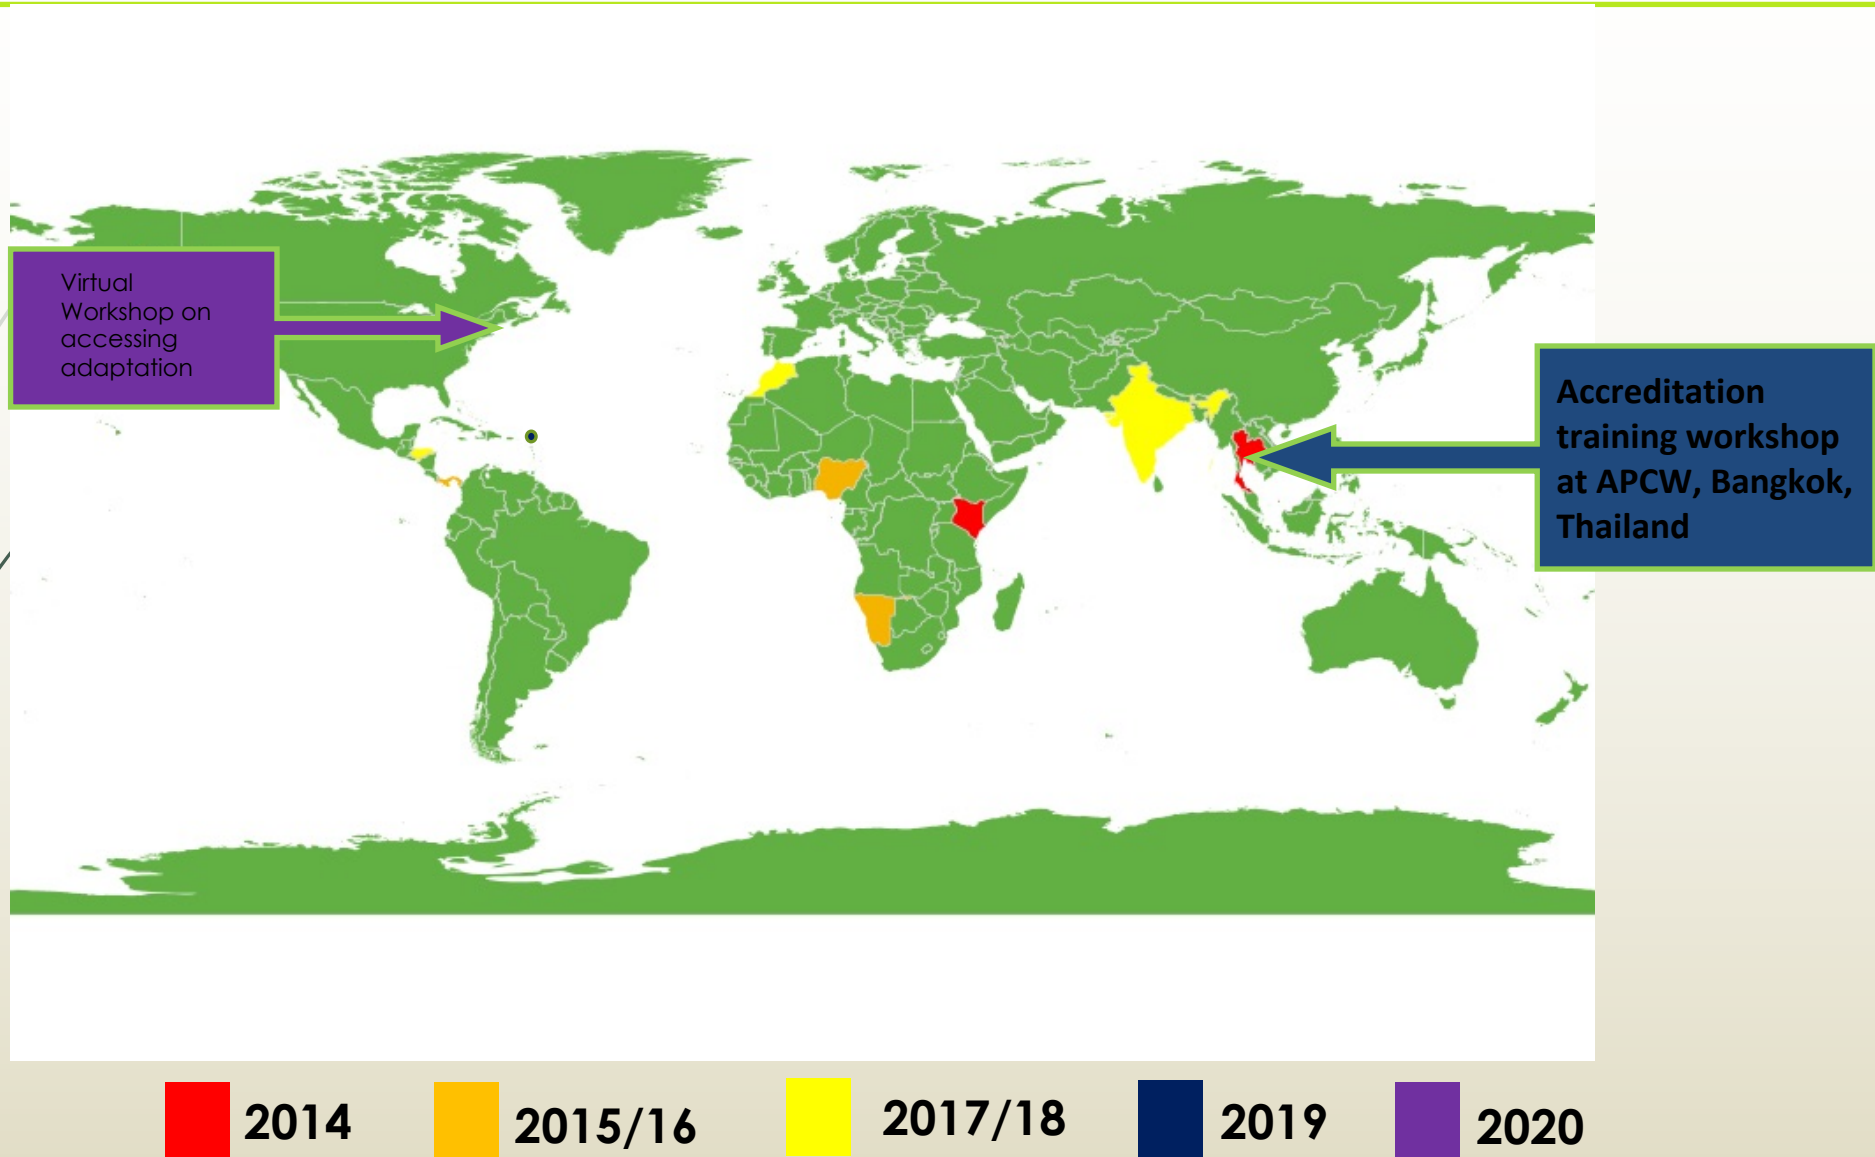 Virtual
Workshop on
accessing
adaptation
Accreditation
training workshop
at APCW, Bangkok,
Thailand
2014
2015/16
2017/18
2019
2020